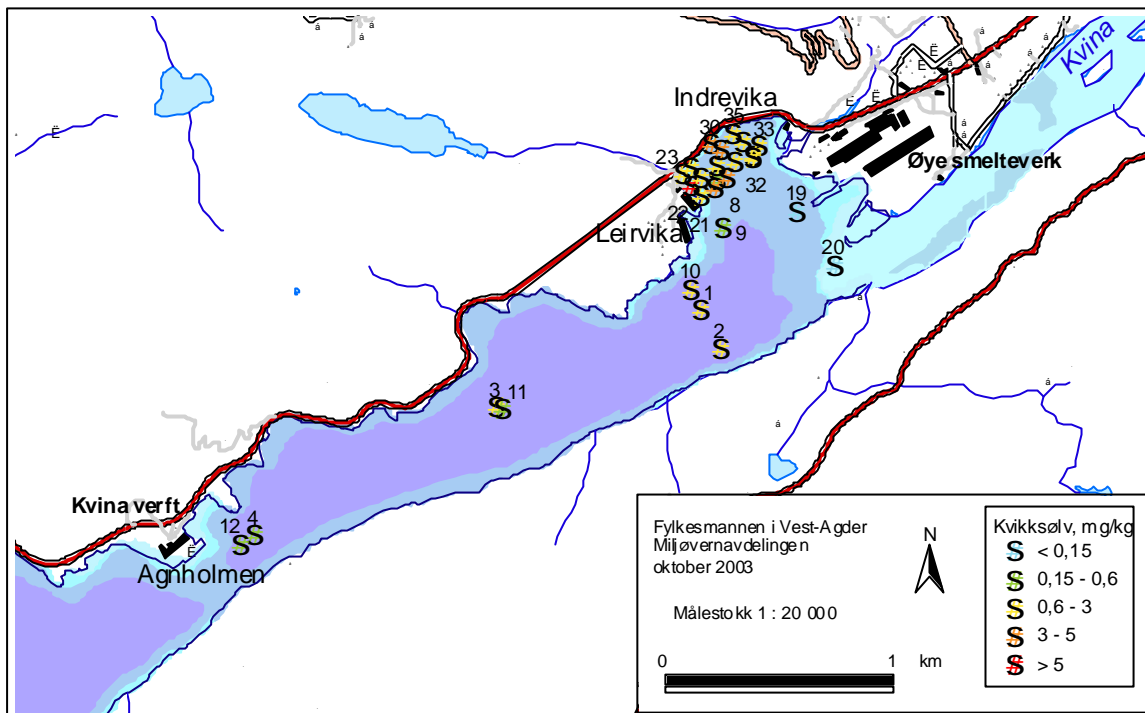 Kvina
Indrevika
35
30
33
23
Øye smelteverk
32
19
8
22
21
9
Leirvika
20
10
1
2
3 11
Kvina verft
12 4
Agnholmen
Fylkesmannen i Vest-Agder
Miljøvernavdelingen
oktober 2003
N
Målestokk 1 : 20 000
0 1 km
Kvikksølv, mg/kg
S < 0,15
S 0,15 - 0,6
S 0,6 - 3
S 3 - 5
S > 5